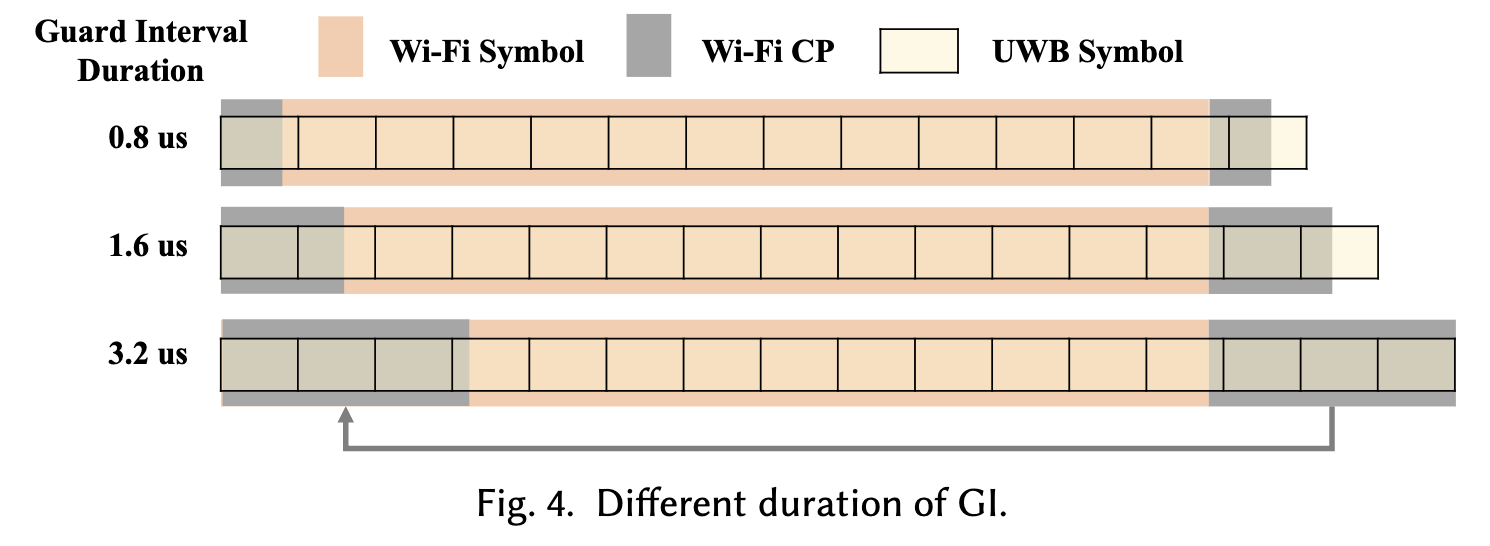 Guard Interval
Duration
Wi-Fi Symbol
Wi-Fi CP
UWB Symbol
0.8 us
1.6 us
3.2 us
Fig. 4. Different duration of GI.